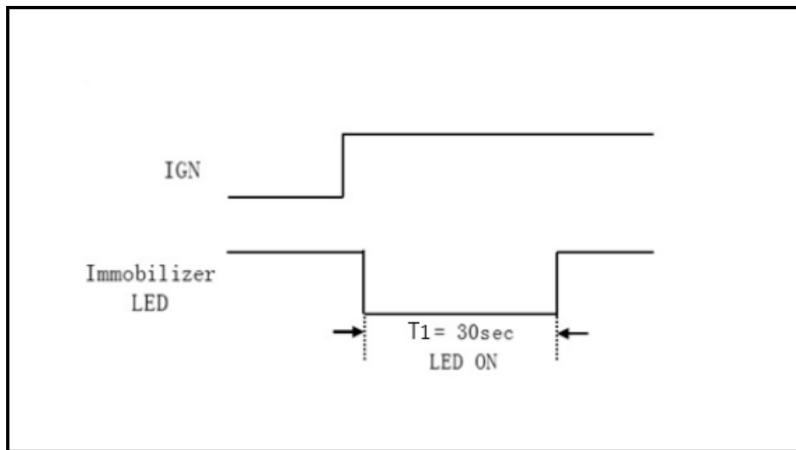 IGN
Immobilizer
LED
T1= 30sec
LED ON